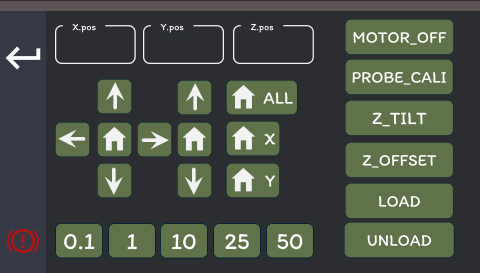 X.pos Y.pos Z.pos
MOTOR_OFF
PROBE_CALI
ALL
Z_TILT
X
Z_OFFSET
Y
LOAD
0.1 1 10 25 50
UNLOAD